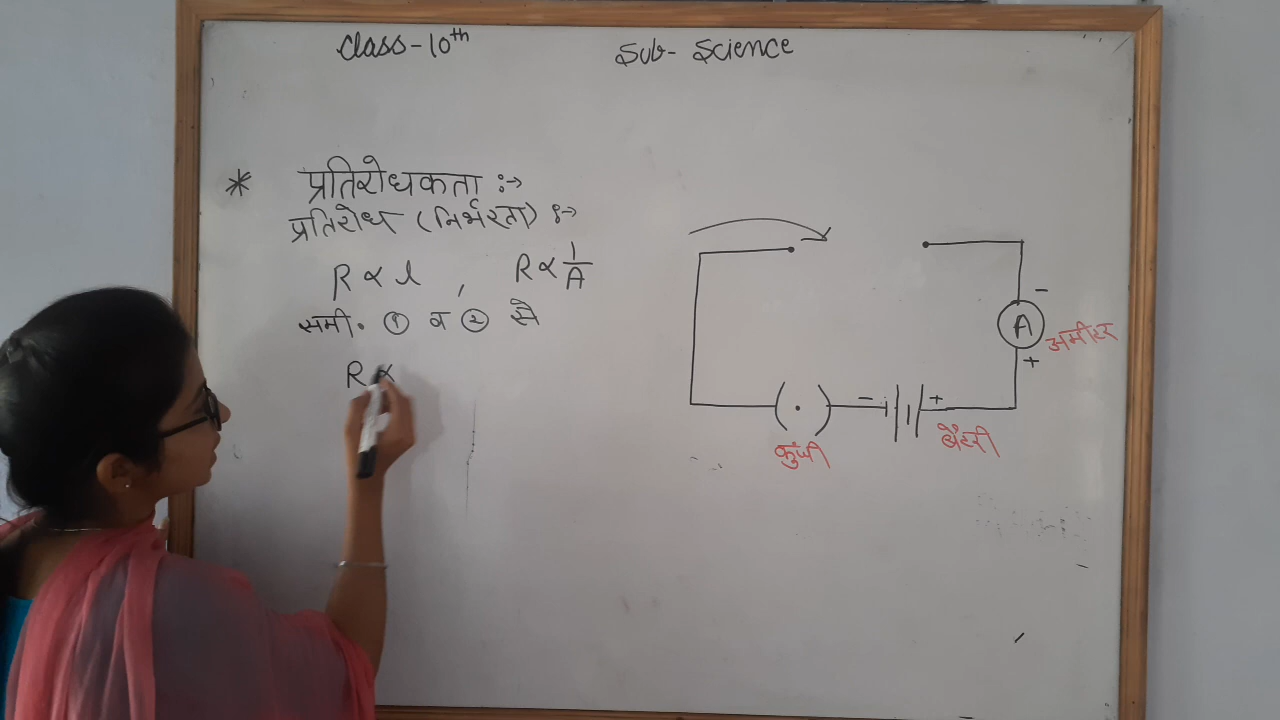 Class-10th
Sub- Science
* प्रतिरोधकता :->
प्रतिरोध (निर्भरता) :->
R ∝ l , R ∝ 1/A
समी. ① व ② से
R ∝
-
A
अमीटर
+
- +
कुंजी
बैटरी